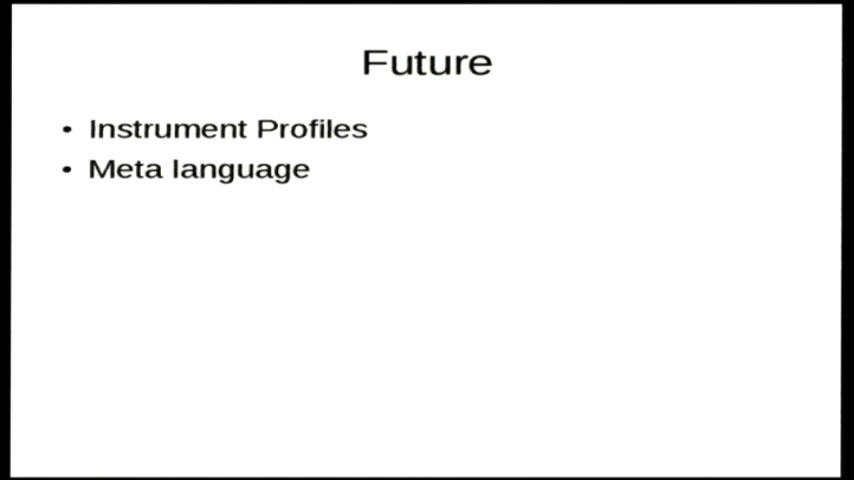 Future
• Instrument Profiles
• Meta language